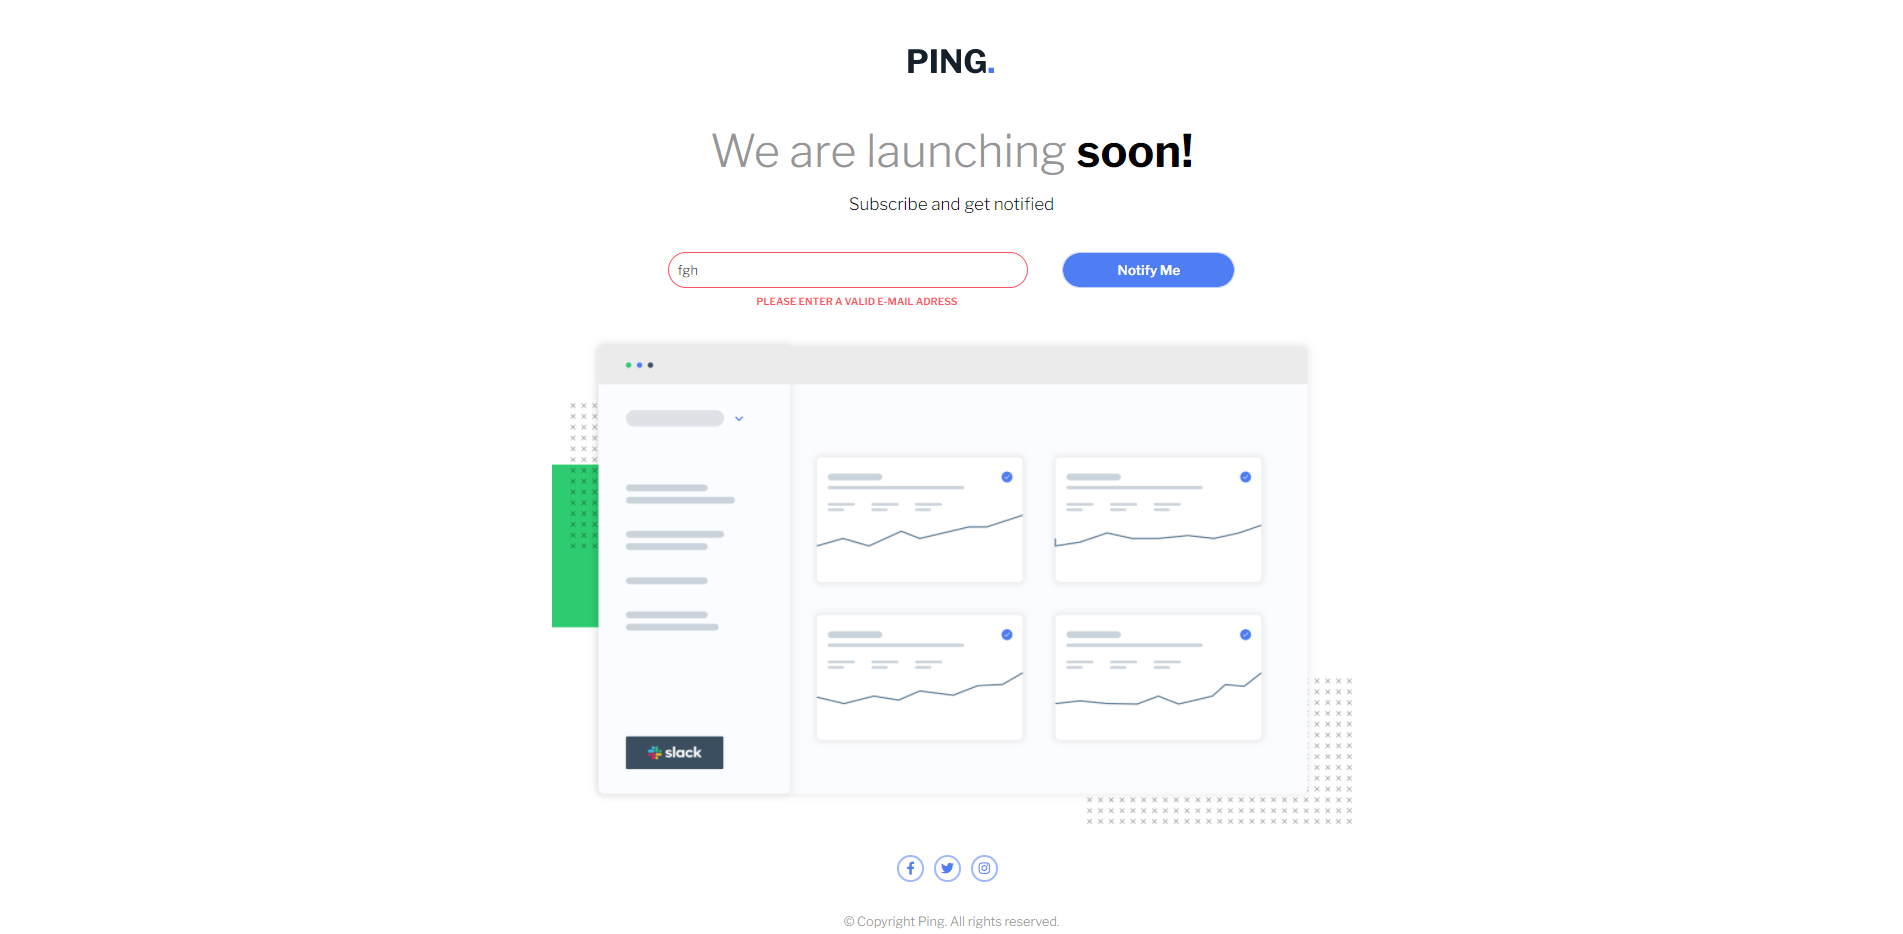 PING.
We are launching soon!
Subscribe and get notified
fgh
Notify Me
PLEASE ENTER A VALID E-MAIL ADRESS
slack
© Copyright Ping. All rights reserved.